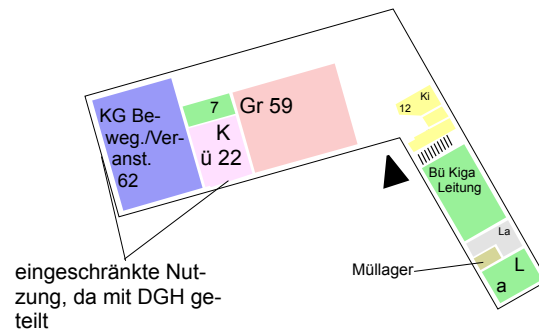 KG Be-
weg./Ver-
anst.
62
7
K
ü 22
Gr 59
Ki
12
Bü Kiga
Leitung
La
L
a
Müllager
eingeschränkte Nut-
zung, da mit DGH ge-
teilt